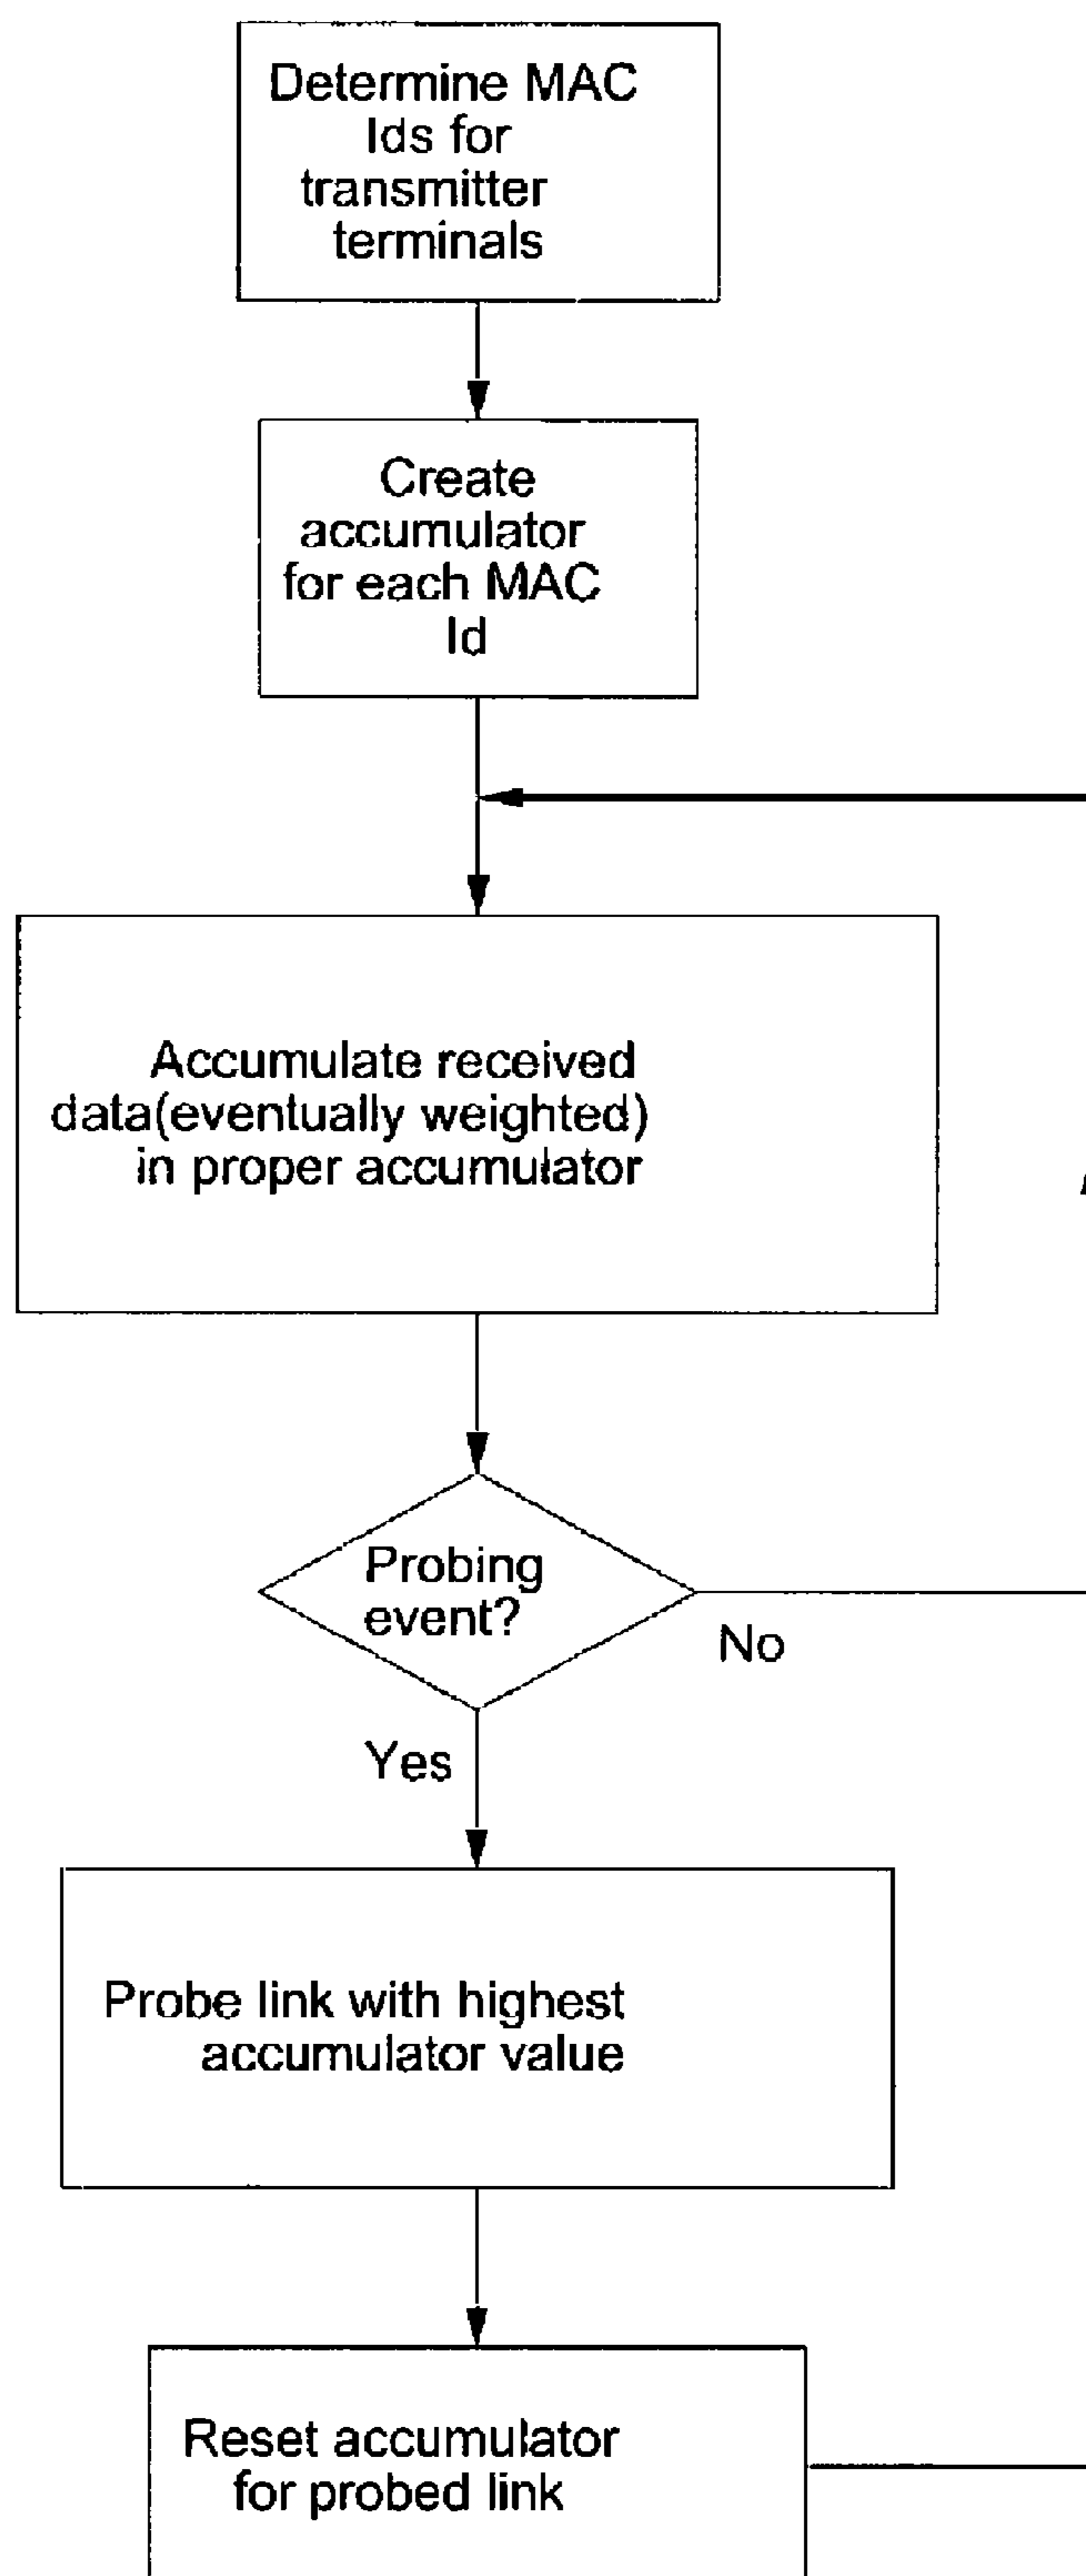 Determine MAC
Ids for
transmitter
terminals
Create
accumulator
for each MAC
Id
Accumulate received
data(eventually weighted)
in proper accumulator
Probing
event?
No
Yes
Probe link with highest
accumulator value
Reset accumulator
for probed link